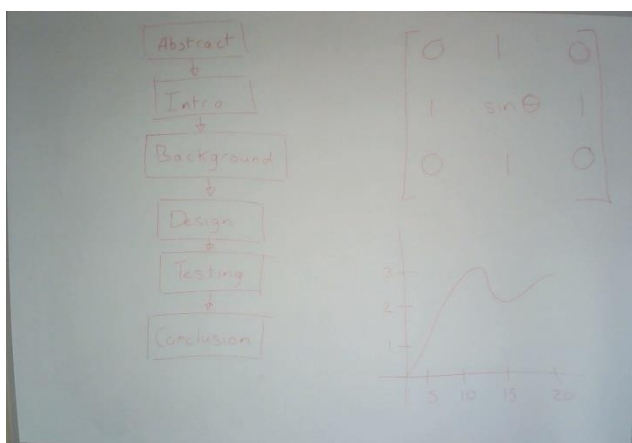 Abstract
Intro
Background
Design
Testing
Conclusion
0 1 0
1 sinθ 1
0 1 0
3
2
1
5 10 15 20